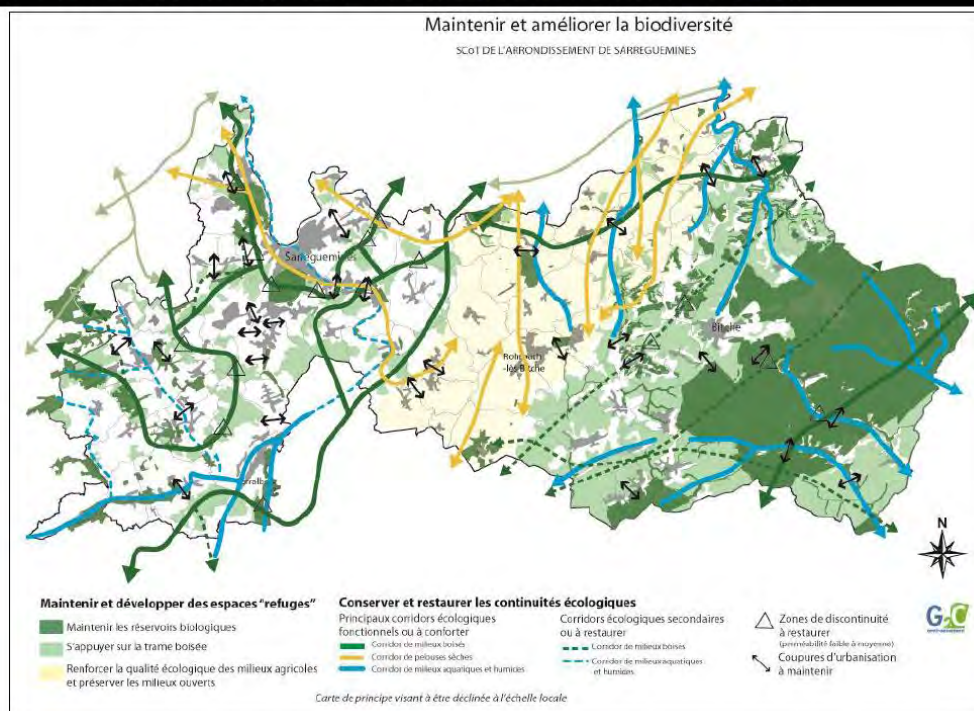 Maintenir et améliorer la biodiversité
SCoT DE L'ARRONDISSEMENT DE SARREGUEMINES
Sarreguemines
Bitche
Rohrbach
-lès Bitche
N
Maintenir et développer des espaces "refuges"
Maintenir les réservoirs biologiques
S'appuyer sur la trame boisée
Renforcer la qualité écologique des milieux agricoles
et préserver les milieux ouverts
Conserver et restaurer les continuités écologiques
Principaux corridors écologiques
fonctionnels ou à conforter
Corridor de milieux boisés
Corridor de pelouses sèches
Corridor de milieux aquatiques et humides
Corridors écologiques secondaires
ou à restaurer
Corridor de milieux boisés
Corridor de milieux aquatiques
et humides
Zones de discontinuité
à restaurer
(perméabilité faible à moyenne)
Coupures d'urbanisation
à maintenir
G2C
Carte de principe visant à être déclinée à l'échelle locale